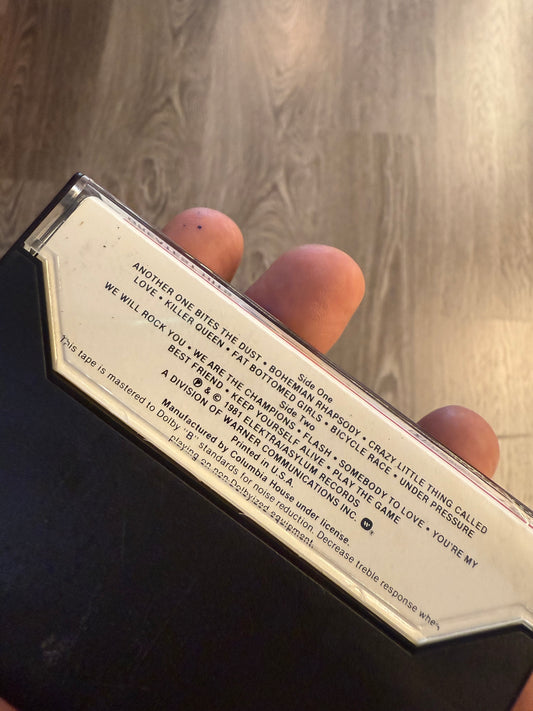 Side One
ANOTHER ONE BITES THE DUST • BOHEMIAN RHAPSODY • CRAZY LITTLE THING CALLED
LOVE • KILLER QUEEN • FAT BOTTOMED GIRLS • BICYCLE RACE • UNDER PRESSURE
Side Two
WE WILL ROCK YOU • WE ARE THE CHAMPIONS • FLASH • SOMEBODY TO LOVE • YOU'RE MY
BEST FRIEND • KEEP YOURSELF ALIVE • PLAY THE GAME
Ⓟ & © 1981 ELEKTRA/ASYLUM RECORDS
A DIVISION OF WARNER COMMUNICATIONS INC.
Manufactured by Columbia House under license.
Printed in U.S.A.
This tape is mastered to Dolby "B" standards for noise reduction. Decrease treble response when
playing on non-Dolbyized equipment.